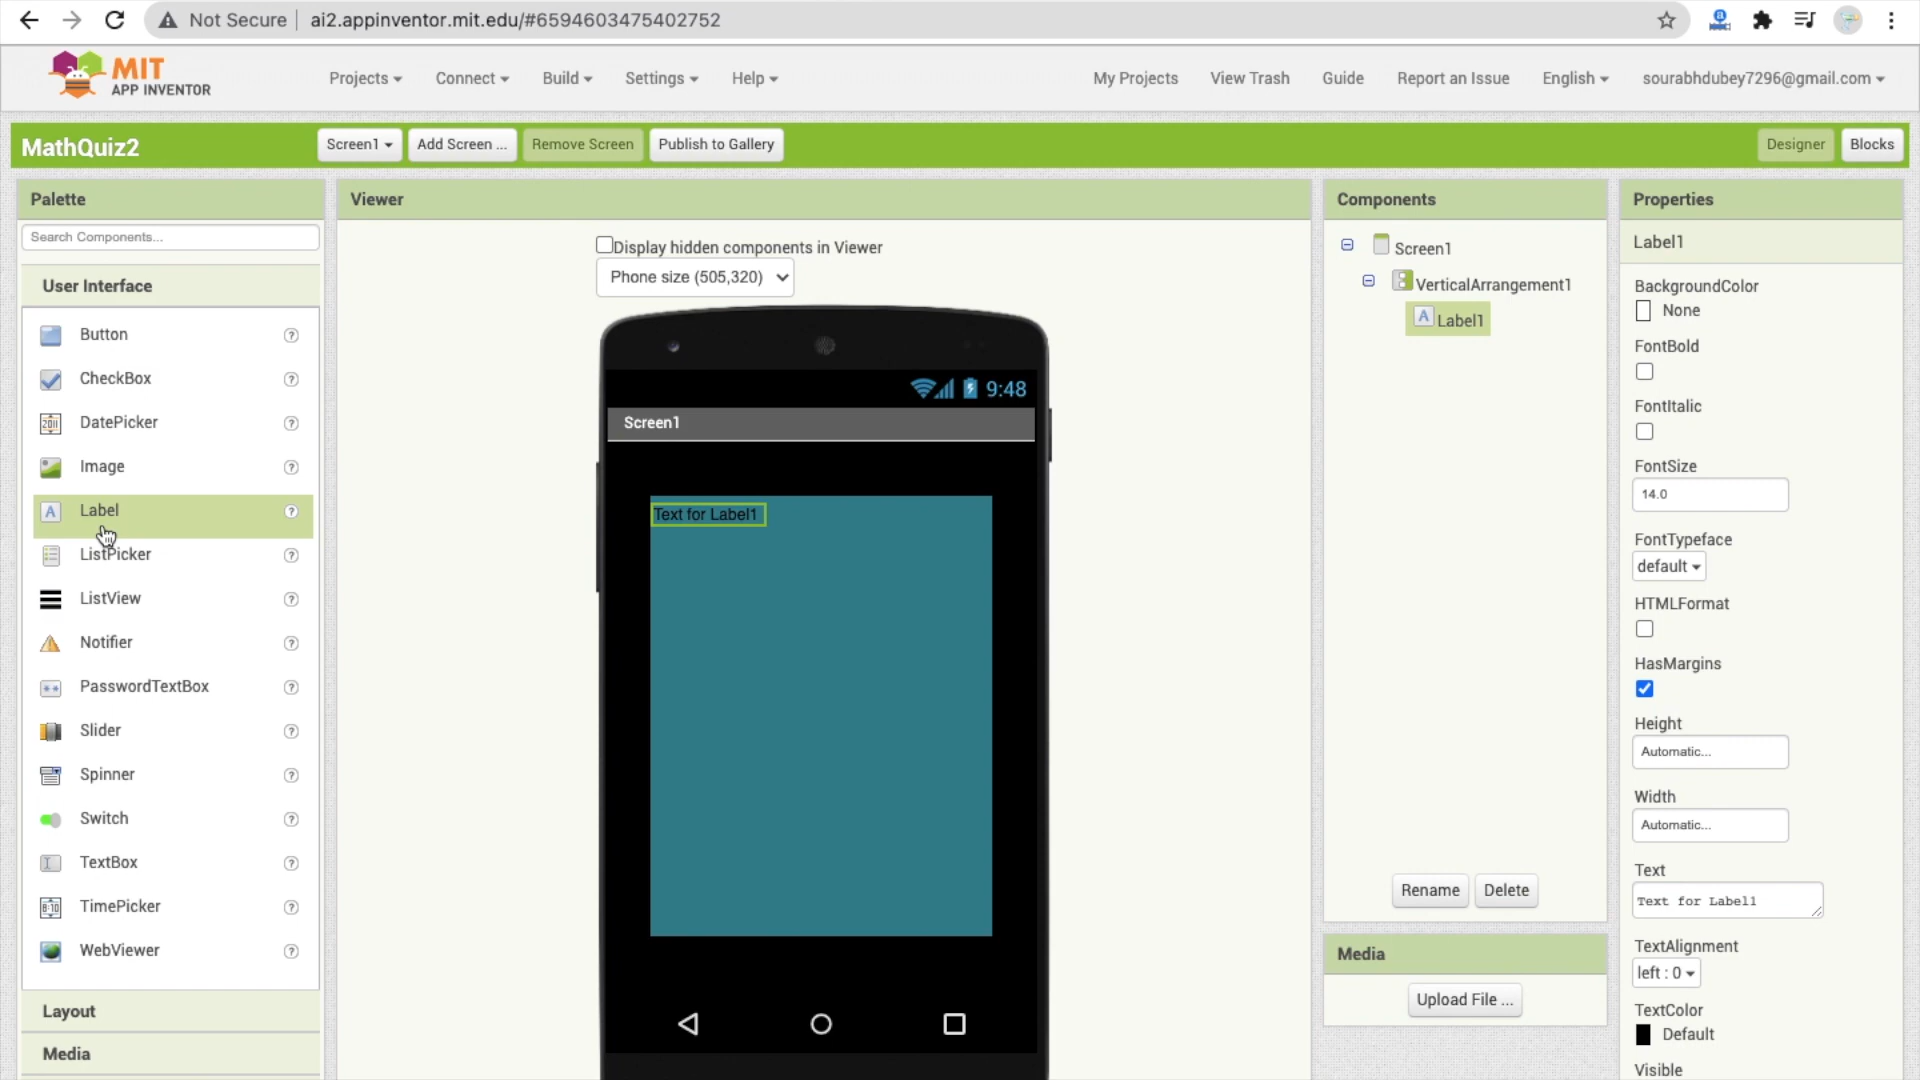 Not Secure
ai2.appinventor.mit.edu/#6594603475402752
MIT
APP INVENTOR
Projects
Connect
Build
Settings
Help
My Projects
View Trash
Guide
Report an Issue
English
sourabhdubey7296@gmail.com
MathQuiz2
Screen1
Add Screen ...
Remove Screen
Publish to Gallery
Designer
Blocks
Palette
Search Components...
User Interface
Button
CheckBox
DatePicker
Image
Label
ListPicker
ListView
Notifier
PasswordTextBox
Slider
Spinner
Switch
TextBox
TimePicker
WebViewer
Layout
Media
Viewer
Display hidden components in Viewer
Phone size (505,320)
9:48
Screen1
Text for Label1
Components
Screen1
VerticalArrangement1
Label1
Rename
Delete
Media
Upload File ...
Properties
Label1
BackgroundColor
None
FontBold
FontItalic
FontSize
14.0
FontTypeface
default
HTMLFormat
HasMargins
Height
Automatic...
Width
Automatic...
Text
Text for Label1
TextAlignment
left : 0
TextColor
Default
Visible